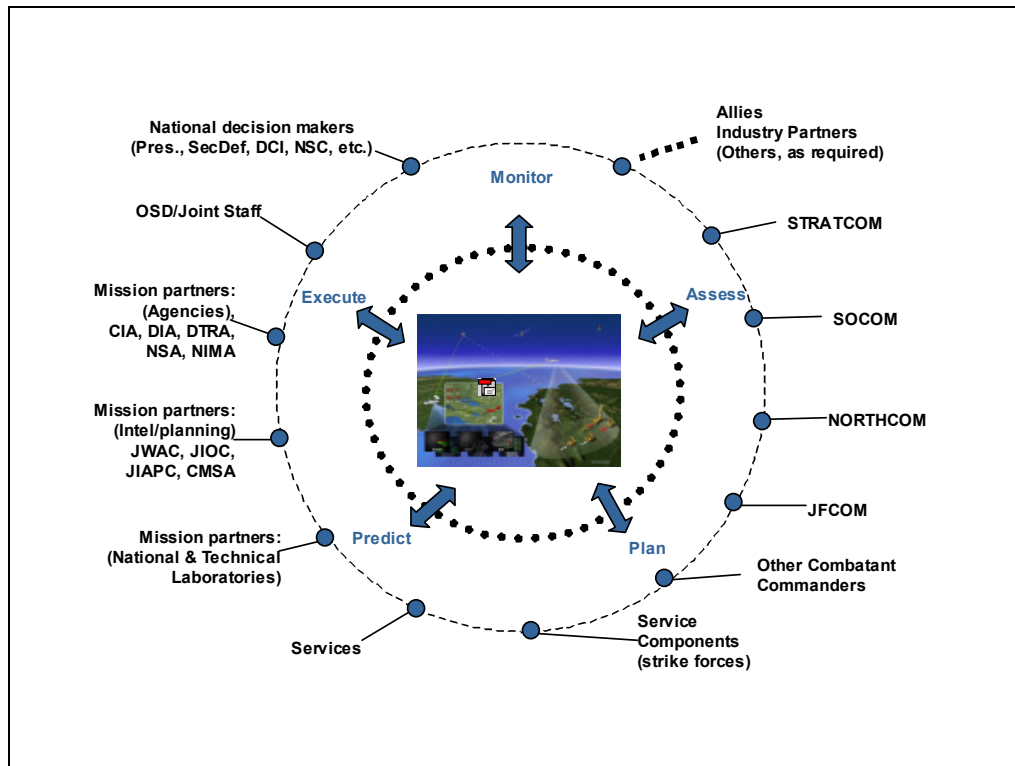 National decision makers
(Pres., SecDef, DCI, NSC, etc.)
Allies
Industry Partners
(Others, as required)
Monitor
OSD/Joint Staff
STRATCOM
Mission partners:
(Agencies),
CIA, DIA, DTRA,
NSA, NIMA
Execute
Assess
SOCOM
Mission partners:
(Intel/planning)
JWAC, JIOC,
JIAPC, CMSA
NORTHCOM
JFCOM
Mission partners:
(National & Technical
Laboratories)
Predict
Plan
Other Combatant
Commanders
Services
Service
Components
(strike forces)